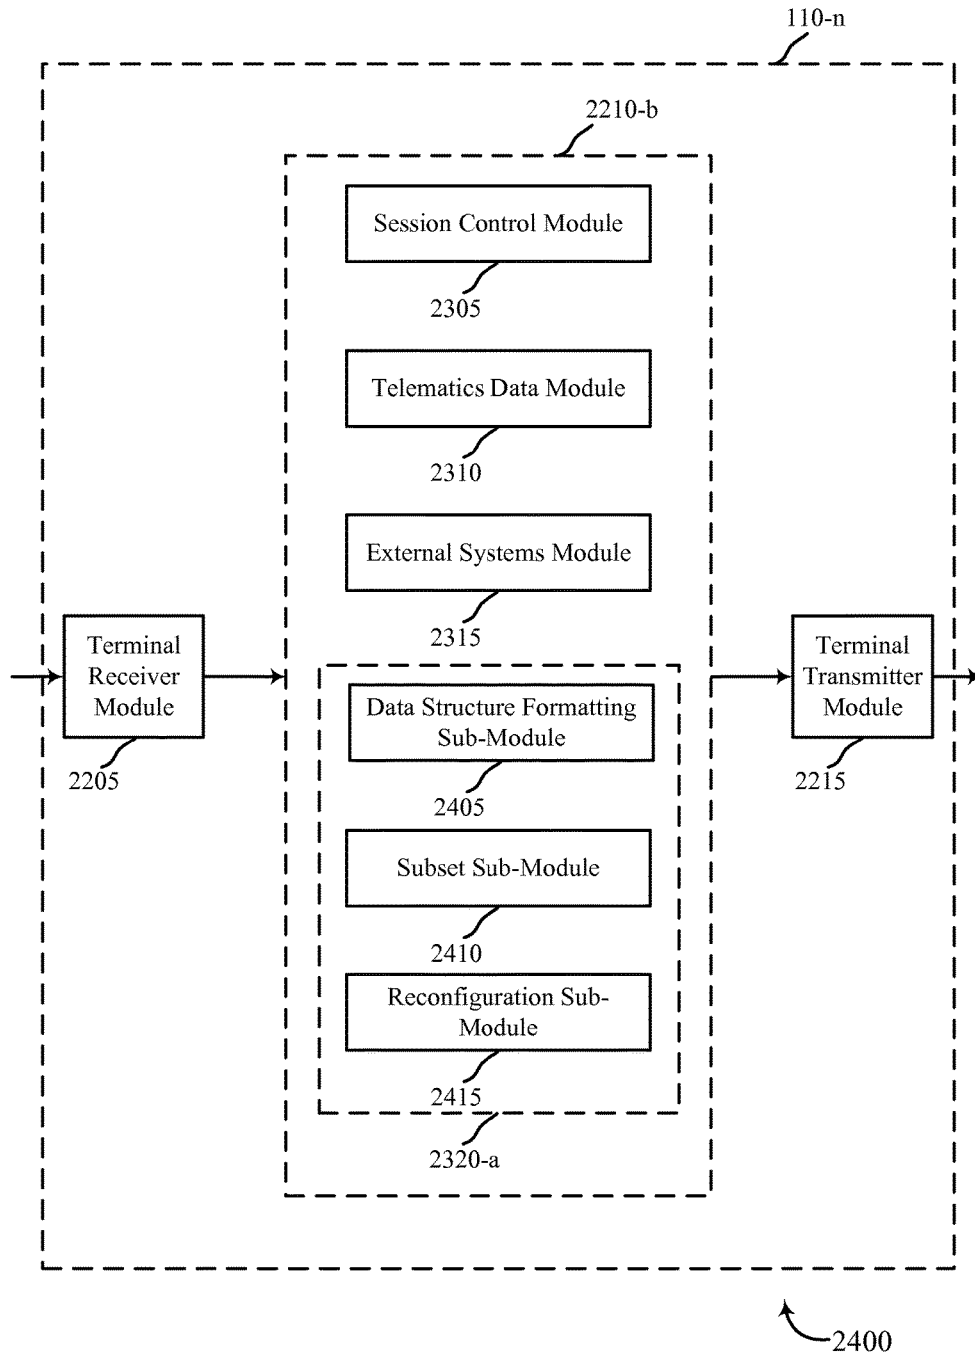 110-n
2210-b
Session Control Module
2305
Telematics Data Module
2310
External Systems Module
2315
Terminal
Receiver
Module
2205
Data Structure Formatting
Sub-Module
2405
Subset Sub-Module
2410
Reconfiguration Sub-
Module
2415
2320-a
Terminal
Transmitter
Module
2215
2400